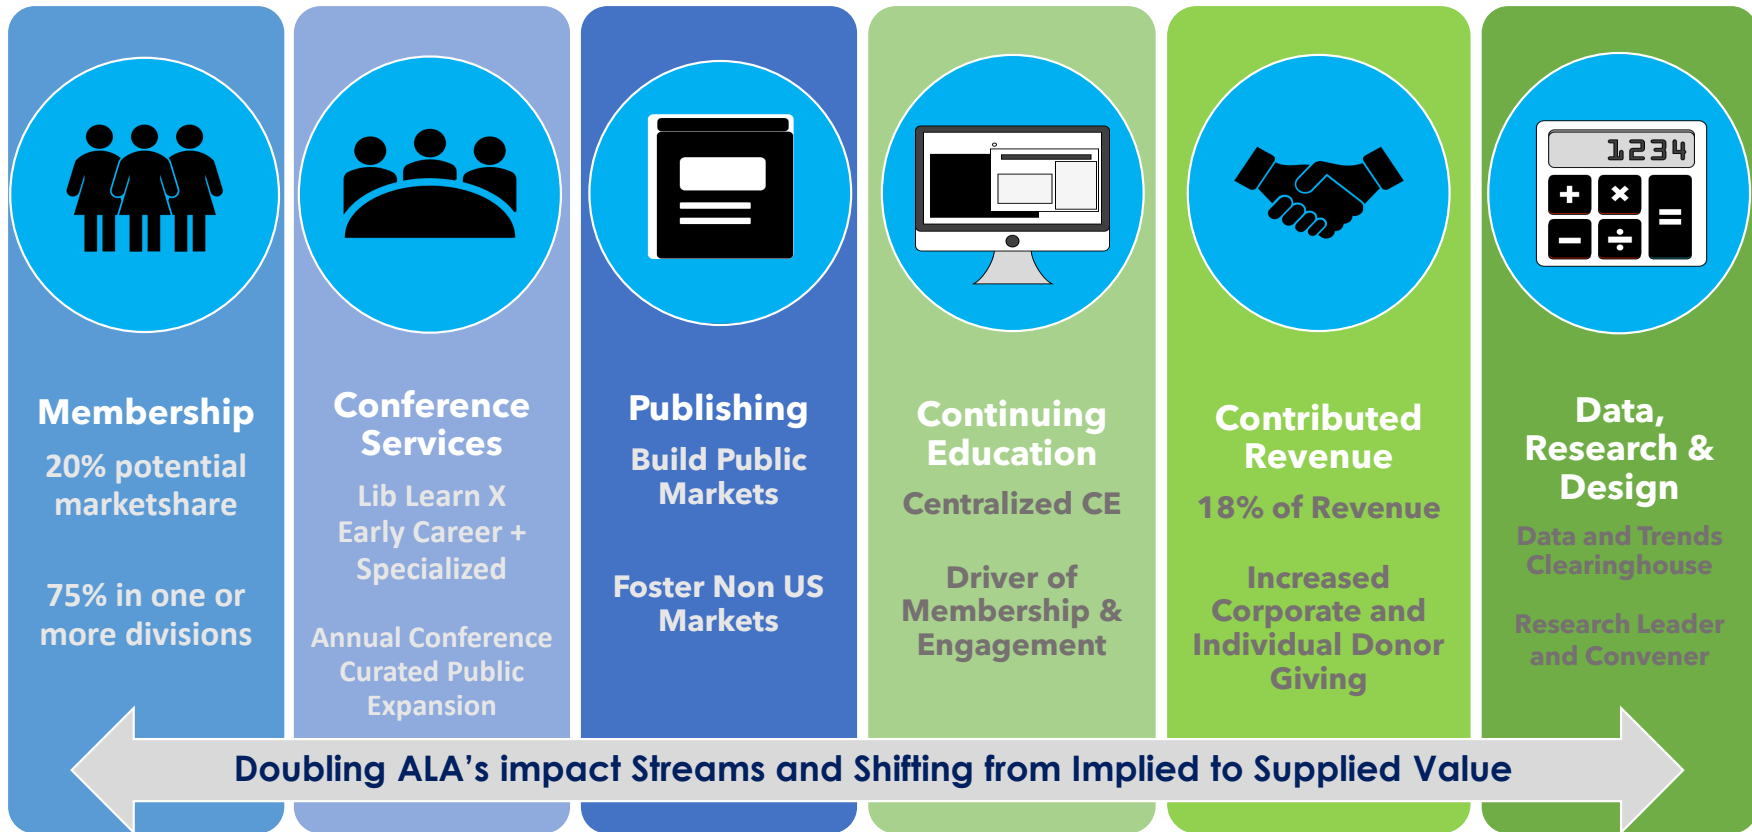 1234
Membership
20% potential
marketshare
75% in one or
more divisions
Conference
Services
Lib Learn X
Early Career +
Specialized
Annual Conference
Curated Public
Expansion
Publishing
Build Public
Markets
Foster Non US
Markets
Continuing
Education
Centralized CE
Driver of
Membership &
Engagement
Contributed
Revenue
18% of Revenue
Increased
Corporate and
Individual Donor
Giving
Data,
Research &
Design
Data and Trends
Clearinghouse
Research Leader
and Convener
Doubling ALA’s impact Streams and Shifting from Implied to Supplied Value